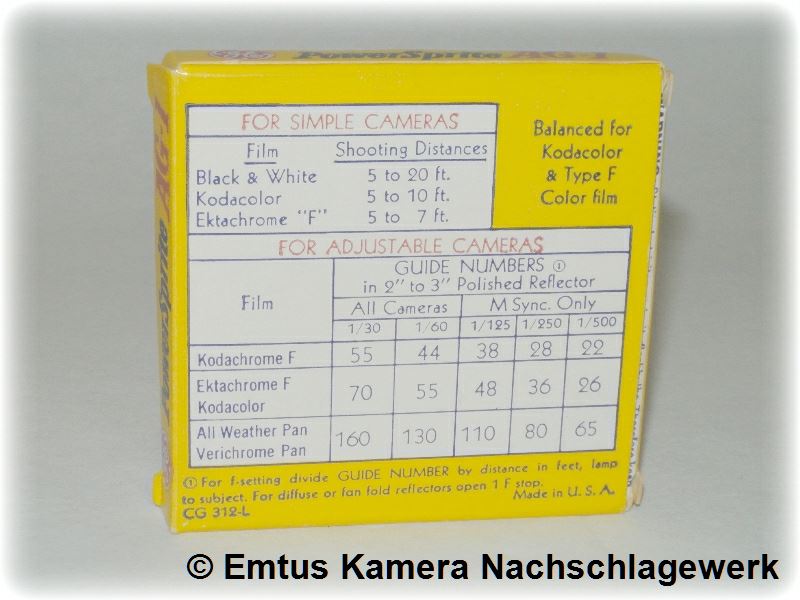 PowerSprite AG-1
FOR SIMPLE CAMERAS
Film Shooting Distances
Black & White 5 to 20 ft.
Kodacolor 5 to 10 ft.
Ektachrome "F" 5 to 7 ft.
Balanced for
Kodacolor
& Type F
Color film
FOR ADJUSTABLE CAMERAS
Film
GUIDE NUMBERS ①
in 2" to 3" Polished Reflector
All Cameras M Sync. Only
1/30 1/60 1/125 1/250 1/500
Kodachrome F 55 44 38 28 22
Ektachrome F
Kodacolor 70 55 48 36 26
All Weather Pan
Verichrome Pan 160 130 110 80 65
① For f-setting divide GUIDE NUMBER by distance in feet, lamp
to subject. For diffuse or fan fold reflectors open 1 F stop.
CG 312-L Made in U. S. A.
PowerSprite AG-1
© Emtus Kamera Nachschlagewerk